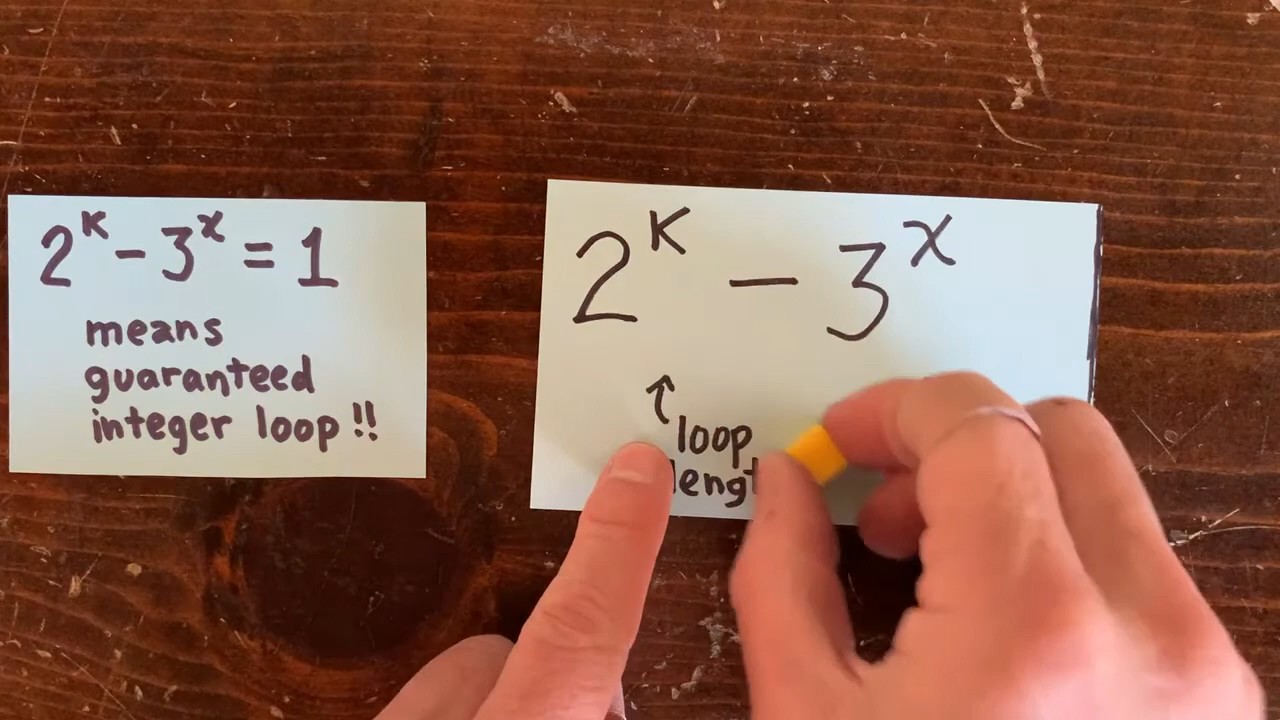 2^K - 3^x = 1
means
guaranteed
integer loop !!
2^K - 3^x
↑
loop